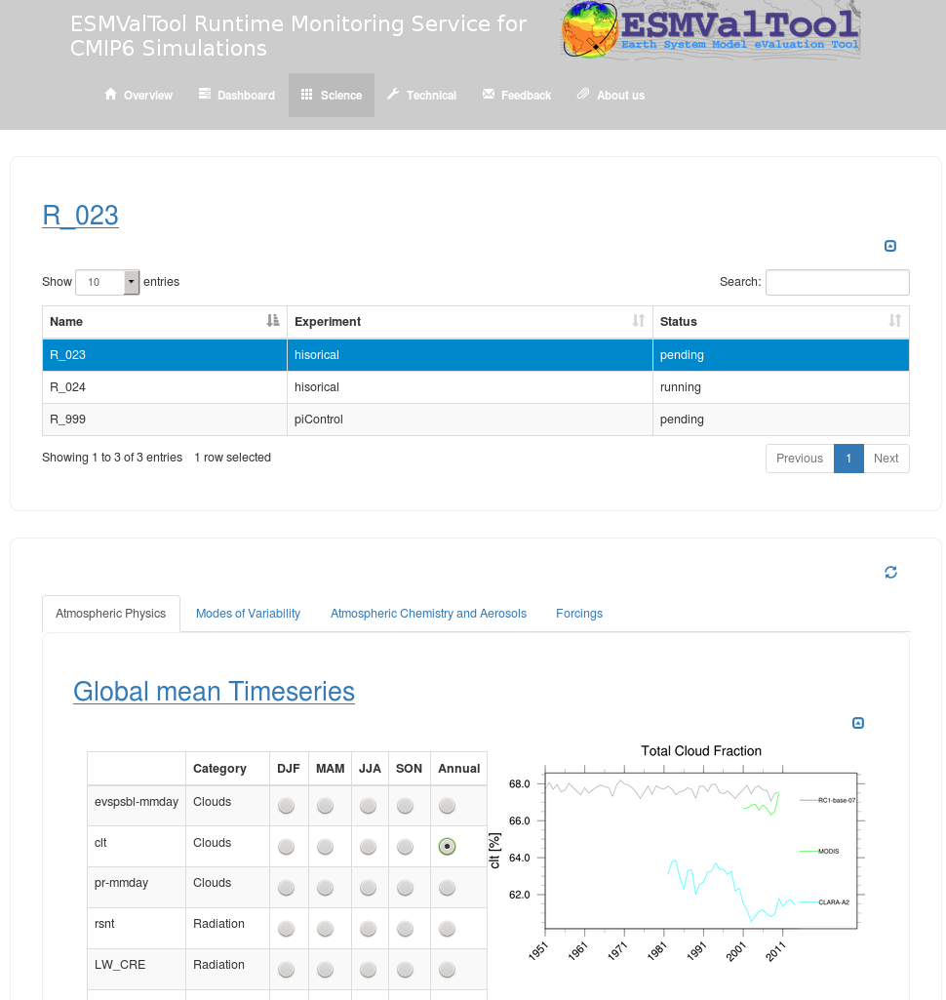 ESMValTool Runtime Monitoring Service for
CMIP6 Simulations
ESMValTool
Earth System Model eValuation Tool
Overview Dashboard Science Technical Feedback About us
R_023
Show 10 entries Search:
Name Experiment Status
R_023 hisorical pending
R_024 hisorical running
R_999 piControl pending
Showing 1 to 3 of 3 entries 1 row selected Previous 1 Next
Atmospheric Physics Modes of Variability Atmospheric Chemistry and Aerosols Forcings
Global mean Timeseries
Category DJF MAM JJA SON Annual
evspsbl-mmday Clouds
clt Clouds
pr-mmday Clouds
rsnt Radiation
LW_CRE Radiation
Total Cloud Fraction
clt [%]
68.0
66.0
64.0
62.0
1951 1961 1971 1981 1991 2001 2011
RC1-base-07
MODIS
CLARA-A2